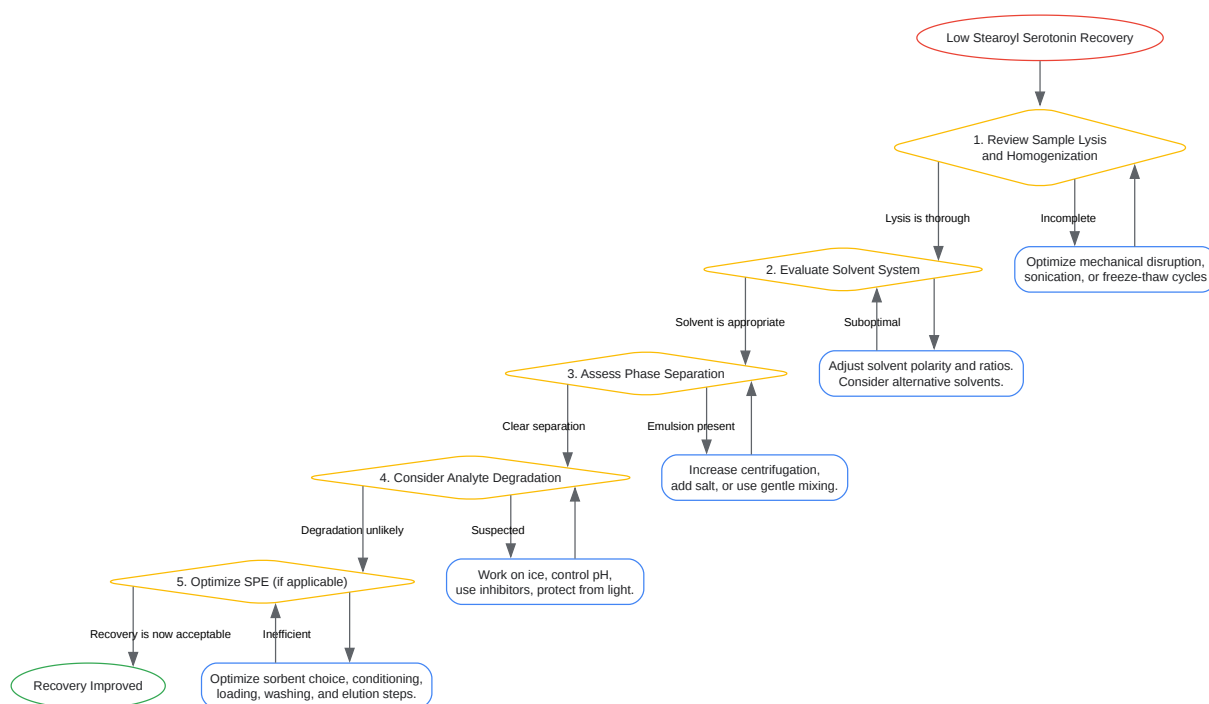 Low Stearoyl Serotonin Recovery
1. Review Sample Lysis
and Homogenization
Lysis is thorough
Incomplete
Optimize mechanical disruption,
sonication, or freeze-thaw cycles
2. Evaluate Solvent System
Solvent is appropriate
Suboptimal
Adjust solvent polarity and ratios.
Consider alternative solvents.
3. Assess Phase Separation
Clear separation
Emulsion present
Increase centrifugation,
add salt, or use gentle mixing.
4. Consider Analyte Degradation
Degradation unlikely
Suspected
Work on ice, control pH,
use inhibitors, protect from light.
5. Optimize SPE (if applicable)
Recovery is now acceptable
Inefficient
Recovery Improved
Optimize sorbent choice, conditioning,
loading, washing, and elution steps.